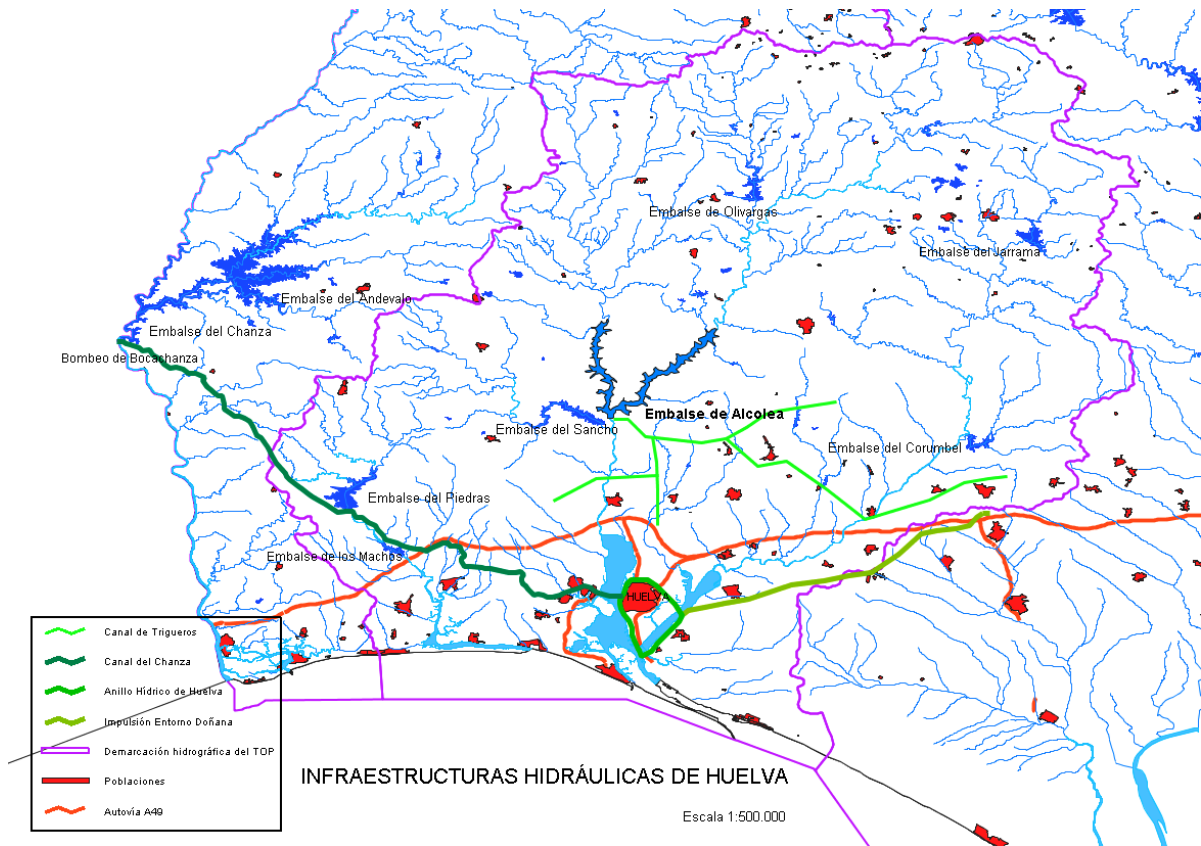 Embalse de Olivargas
Embalse del Jarrama
Embalse del Andevalo
Embalse del Chanza
Bombeo de Bocachanza
Embalse de Alcolea
Embalse del Sancho
Embalse del Corumbel
Embalse del Piedras
Embalse de los Machos
HUELVA
Canal de Trigueros
Canal del Chanza
Anillo Hídrico de Huelva
Impulsión Entorno Doñana
Demarcación hidrográfica del TOP
Poblaciones
Autovía A49
INFRAESTRUCTURAS HIDRÁULICAS DE HUELVA
Escala 1:500.000